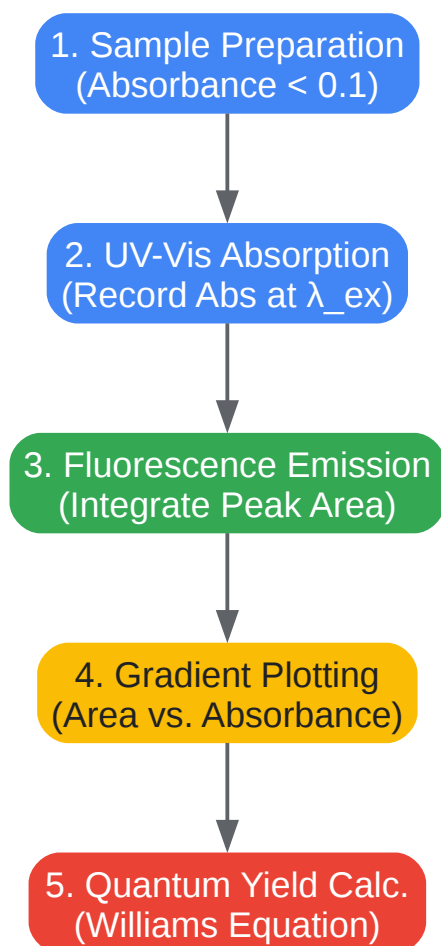 1. Sample Preparation
(Absorbance < 0.1)
2. UV-Vis Absorption
(Record Abs at λ_ex)
3. Fluorescence Emission
(Integrate Peak Area)
4. Gradient Plotting
(Area vs. Absorbance)
5. Quantum Yield Calc.
(Williams Equation)